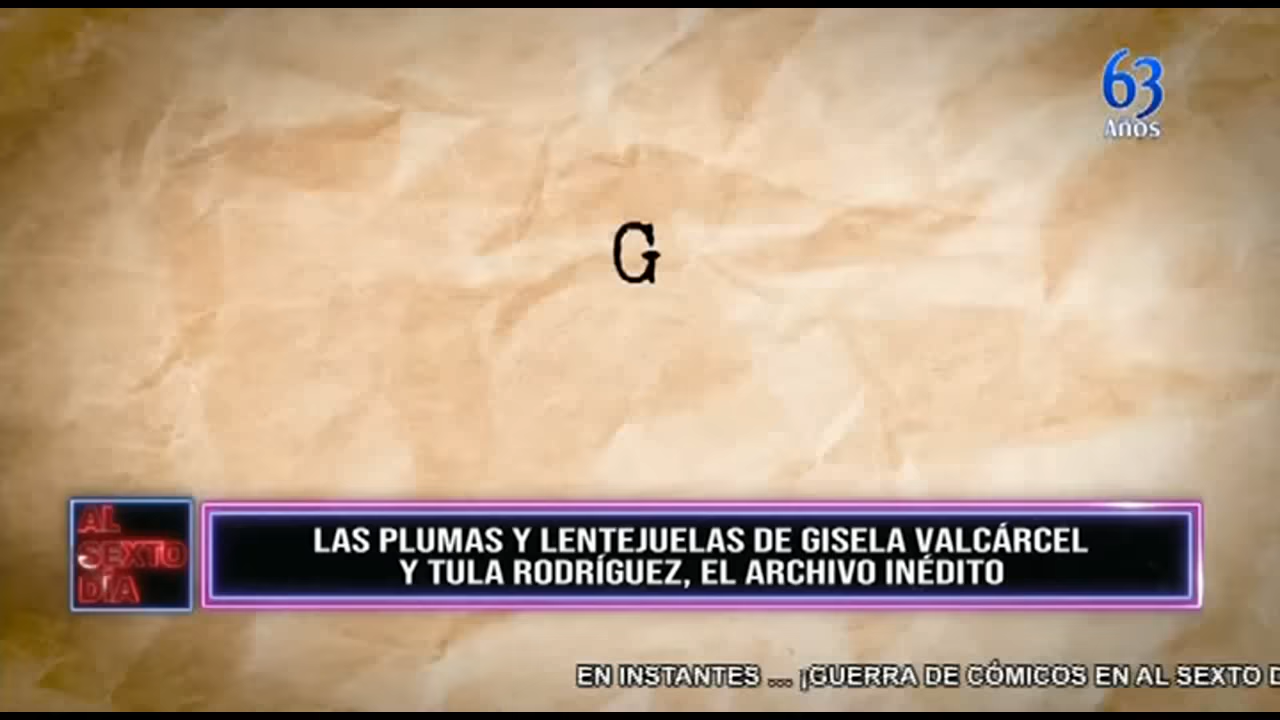 63
Años
G
AL
SEXTO
DÍA
LAS PLUMAS Y LENTEJUELAS DE GISELA VALCÁRCEL
Y TULA RODRÍGUEZ, EL ARCHIVO INÉDITO
EN INSTANTES ... ¡GUERRA DE CÓMICOS EN AL SEXTO D